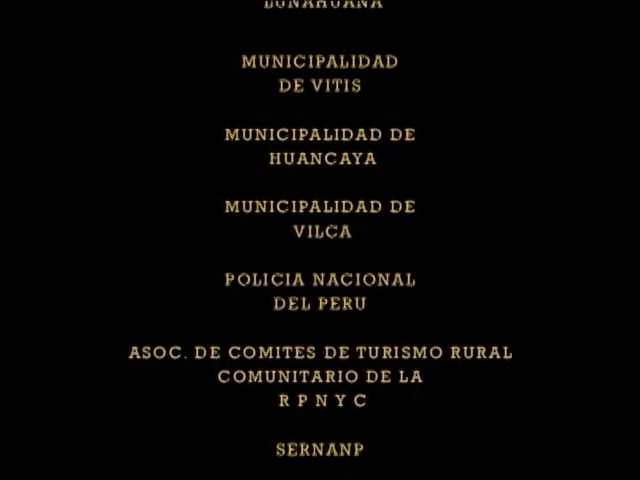 LUNAHUANA
MUNICIPALIDAD
DE VITIS
MUNICIPALIDAD DE
HUANCAYA
MUNICIPALIDAD DE
VILCA
POLICIA NACIONAL
DEL PERU
ASOC. DE COMITES DE TURISMO RURAL
COMUNITARIO DE LA
R P N Y C
SERNANP